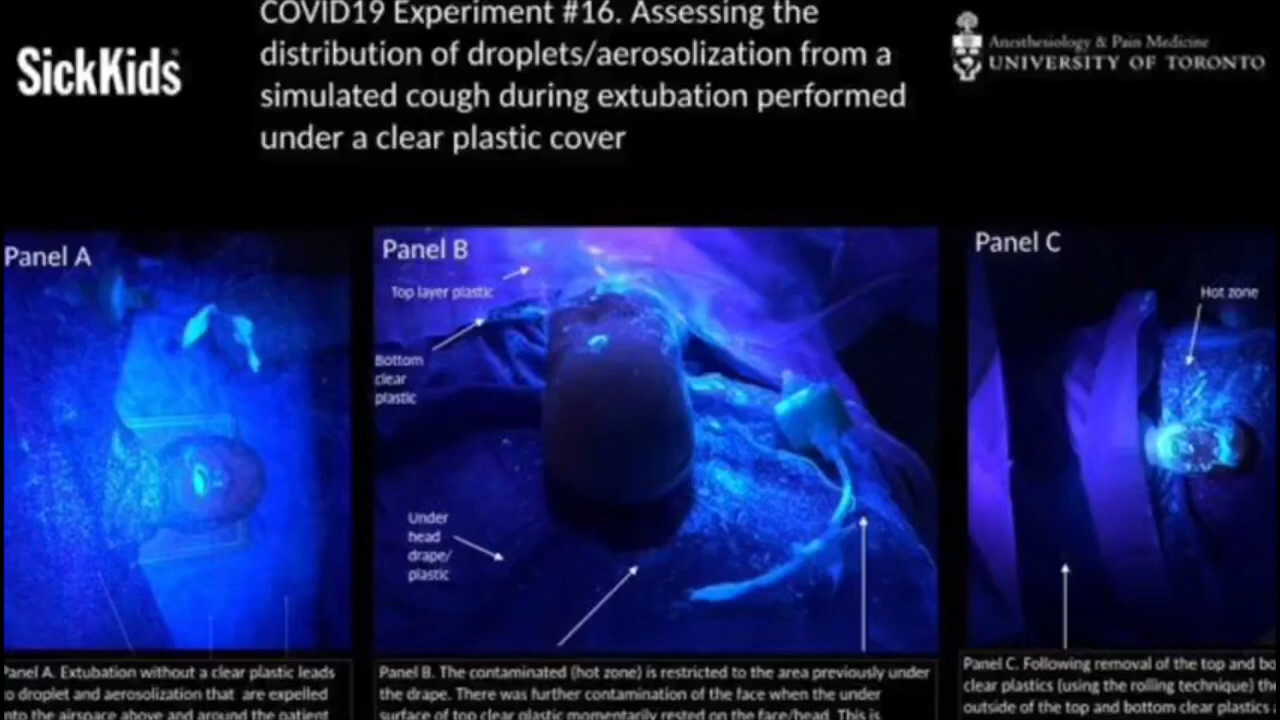 COVID19 Experiment #16. Assessing the
distribution of droplets/aerosolization from a
simulated cough during extubation performed
under a clear plastic cover
SickKids
Anesthesiology & Pain Medicine
UNIVERSITY OF TORONTO
Panel A
Panel B
Top layer plastic
Bottom
clear
plastic
Under
head
drape/
plastic
Panel C
Hot zone
Panel A. Extubation without a clear plastic leads
to droplet and aerosolization that are expelled
into the airspace above and around the patient
Panel B. The contaminated (hot zone) is restricted to the area previously under
the drape. There was further contamination of the face when the under
surface of top clear plastic momentarily rested on the face/head. This is
Panel C. Following removal of the top and bo
clear plastics (using the rolling technique) the
outside of the top and bottom clear plastics